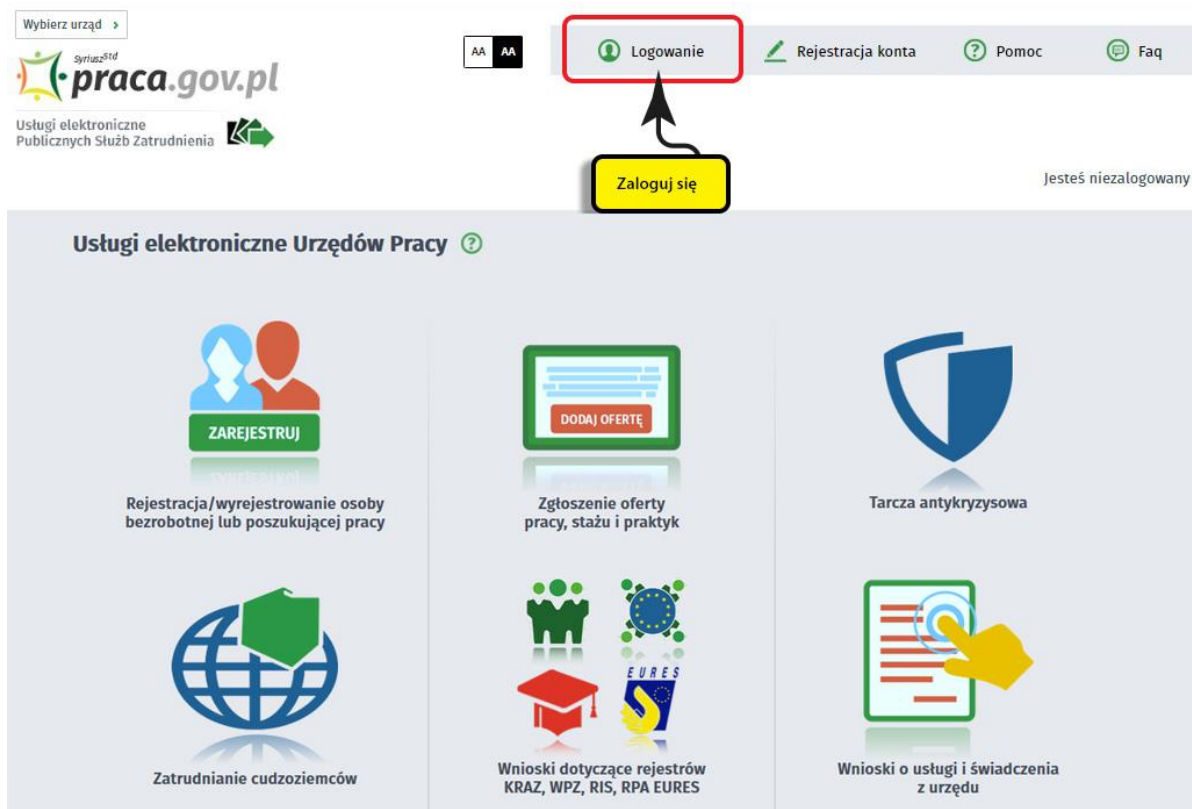 Wybierz urząd >
AA AA
Logowanie
Rejestracja konta
Pomoc
Faq
Syriusz Std
praca.gov.pl
Usługi elektroniczne
Publicznych Służb Zatrudnienia
Zaloguj się
Jesteś niezalogowany
Usługi elektroniczne Urzędów Pracy
ZAREJESTRUJ
Rejestracja/wyrejestrowanie osoby
bezrobotnej lub poszukującej pracy
DODAJ OFERTĘ
Zgłoszenie oferty
pracy, stażu i praktyk
Tarcza antykryzysowa
Zatrudnianie cudzoziemców
EURES
Wnioski dotyczące rejestrów
KRAZ, WPZ, RIS, RPA EURES
Wnioski o usługi i świadczenia
z urzędu